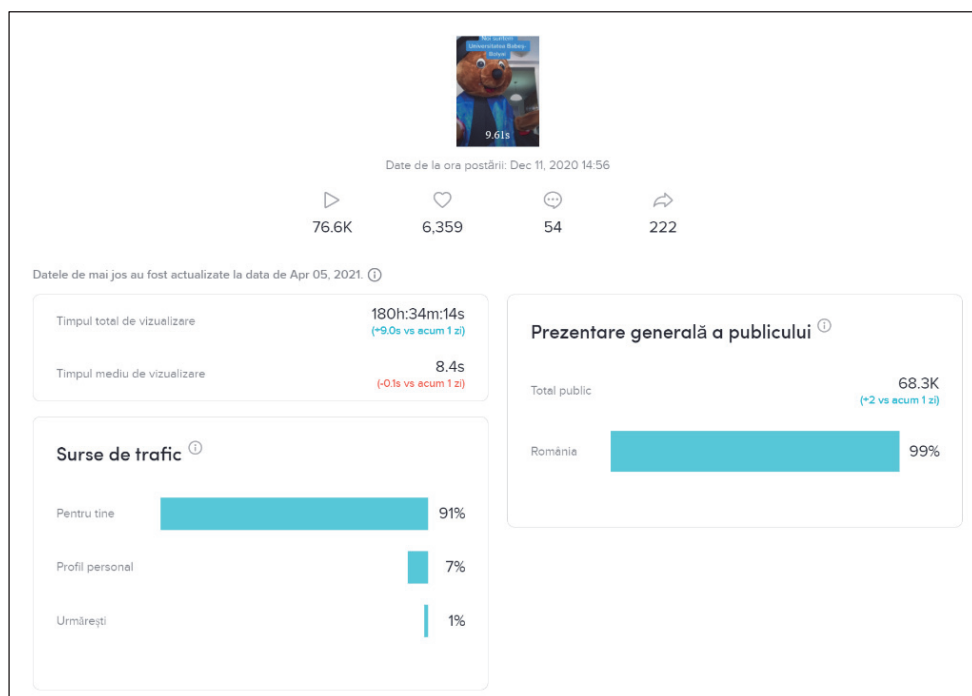 Noi suntem
Universitatea Babeș-
Bolyai
9.61s
Date de la ora postării: Dec 11, 2020 14:56
76.6K 6,359 54 222
Datele de mai jos au fost actualizate la data de Apr 05, 2021.
Timpul total de vizualizare 180h:34m:14s
(+9.0s vs acum 1 zi)
Timpul mediu de vizualizare 8.4s
(-0.1s vs acum 1 zi)
Surse de trafic
Pentru tine 91%
Profil personal 7%
Urmărești 1%
Prezentare generală a publicului
Total public 68.3K
(+2 vs acum 1 zi)
România 99%